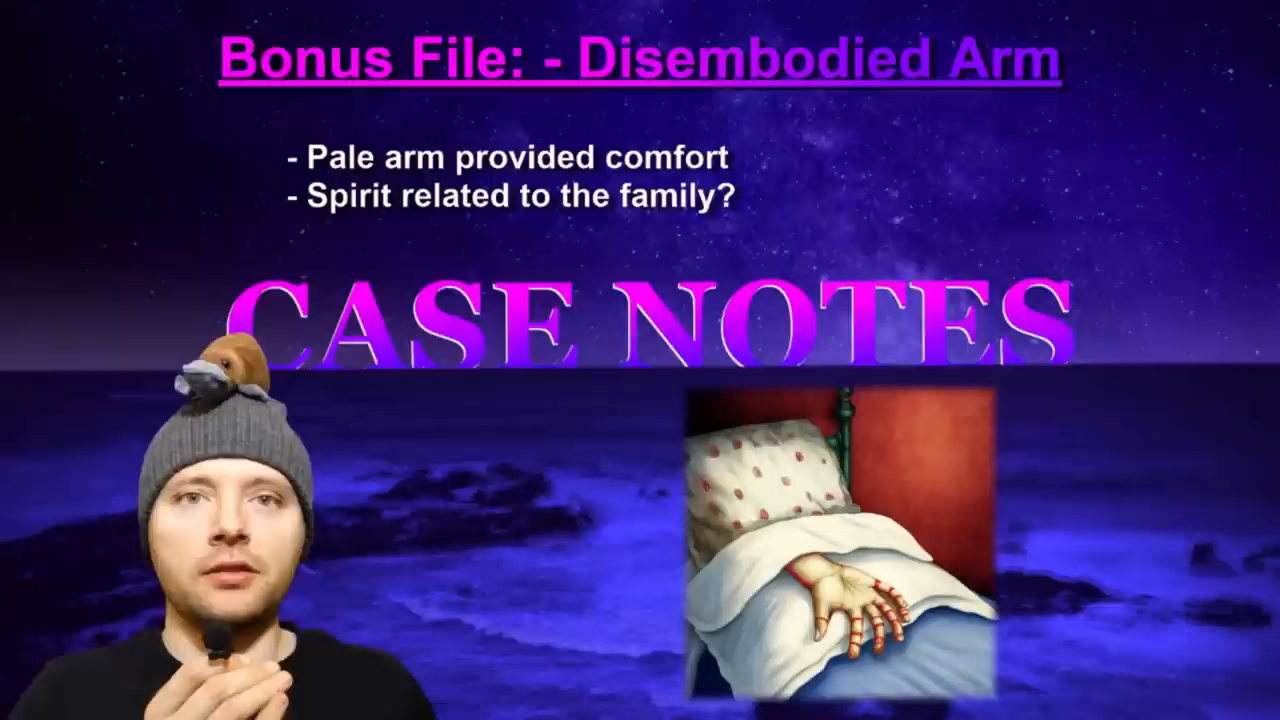 Bonus File: - Disembodied Arm
- Pale arm provided comfort
- Spirit related to the family?
CASE NOTES